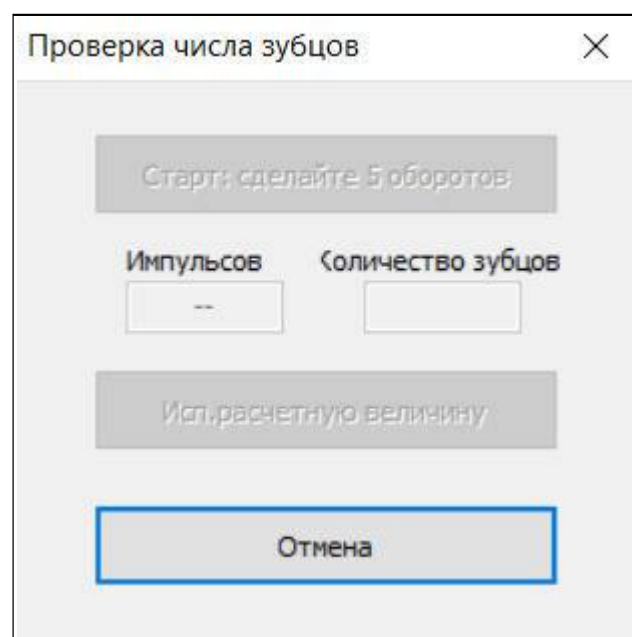 Проверка числа зубцов
Старт: сделайте 5 оборотов
Импульсов Количество зубцов
--
Исп.расчетную величину
Отмена